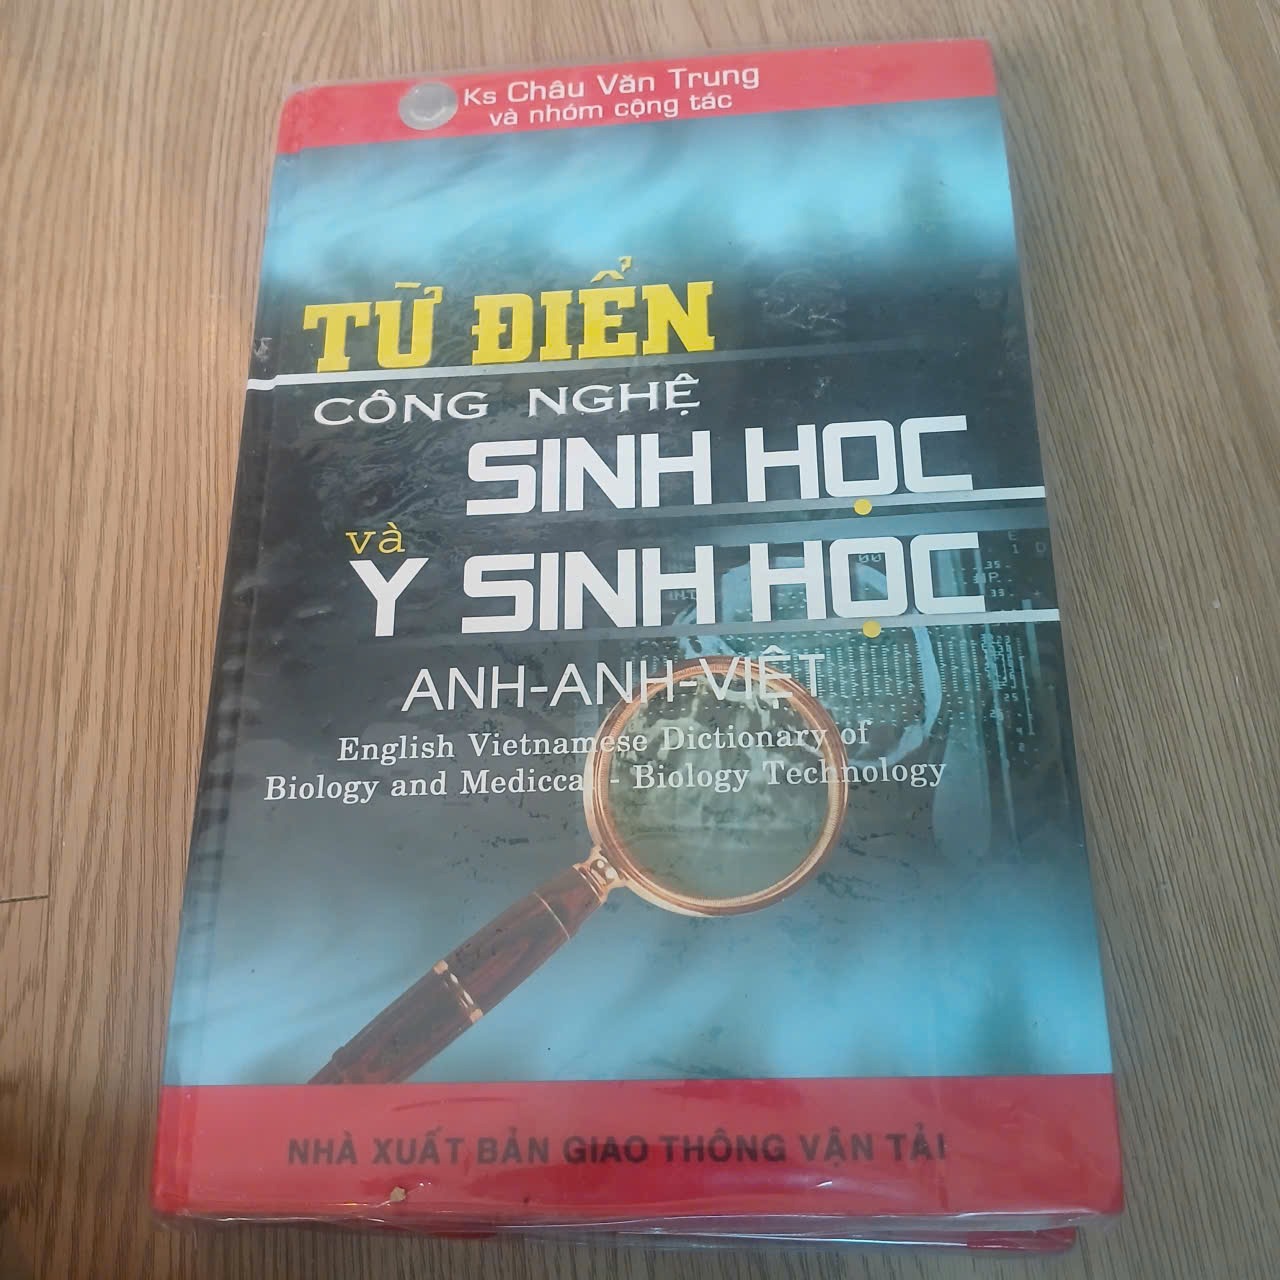 Ks Châu Văn Trung
và nhóm cộng tác
TỪ ĐIỂN
CÔNG NGHỆ
SINH HỌC
và
Y SINH HỌC
ANH-ANH-VIỆT
English Vietnamese Dictionary of
Biology and Mediccal - Biology Technology
NHÀ XUẤT BẢN GIAO THÔNG VẬN TẢI